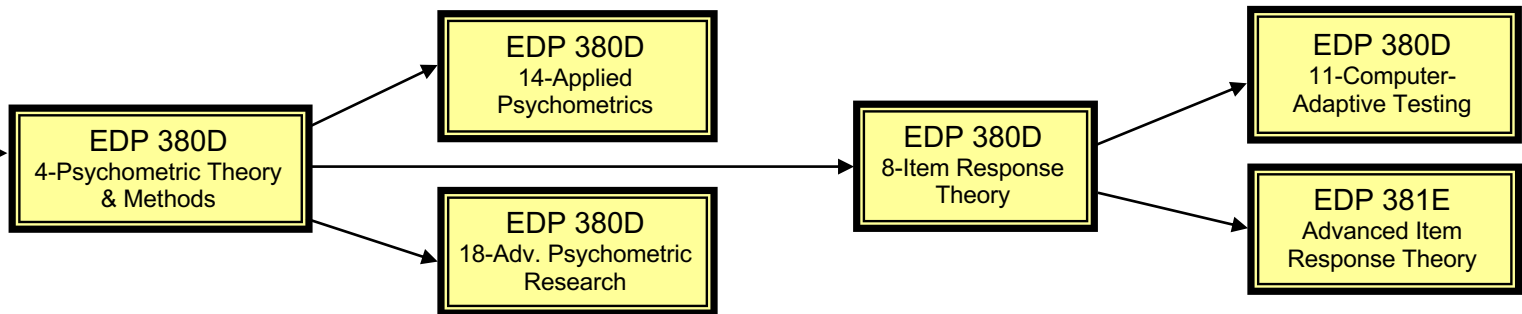 EDP 380D
4-Psychometric Theory
& Methods
EDP 380D
14-Applied
Psychometrics
EDP 380D
18-Adv. Psychometric
Research
EDP 380D
8-Item Response
Theory
EDP 380D
11-Computer-
Adaptive Testing
EDP 381E
Advanced Item
Response Theory